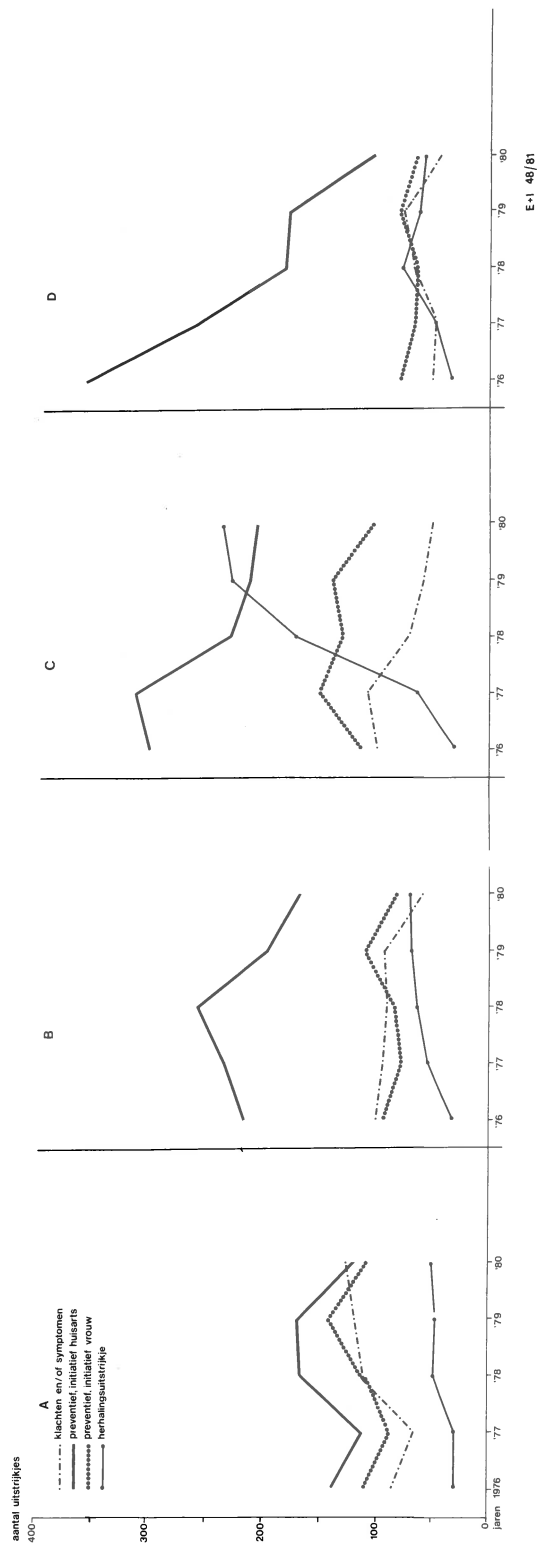 aantal uitstrijkjes
400
300
200
100
0
A
klachten en/of symptomen
preventief, initiatief huisarts
preventief, initiatief vrouw
herhalingsuitstrijkje
B
C
D
jaren 1976 '77 '78 '79 '80
'76 '77 '78 '79 '80
'76 '77 '78 '79 '80
'76 '77 '78 '79 '80
E+I 48/81